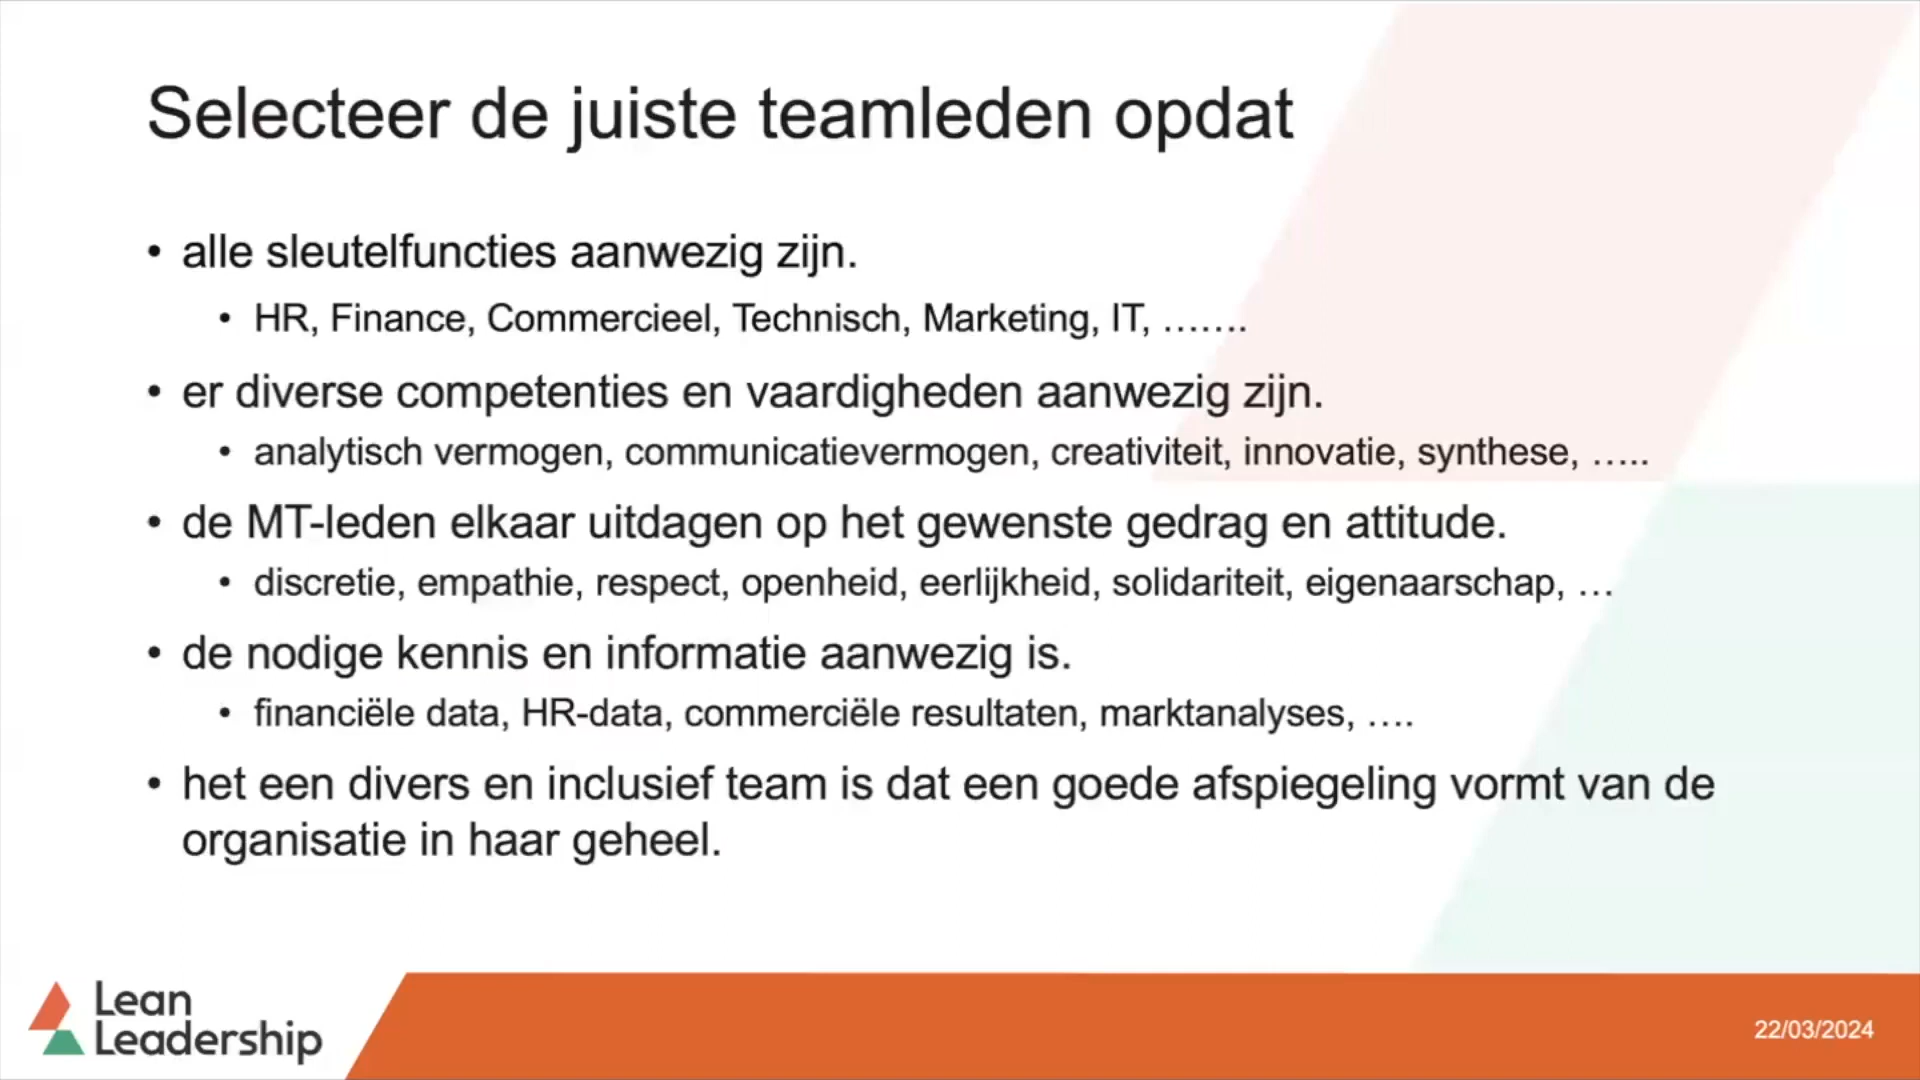 Selecteer de juiste teamleden opdat
• alle sleutelfuncties aanwezig zijn.
• HR, Finance, Commercieel, Technisch, Marketing, IT, …….
• er diverse competenties en vaardigheden aanwezig zijn.
• analytisch vermogen, communicatievermogen, creativiteit, innovatie, synthese, …..
• de MT-leden elkaar uitdagen op het gewenste gedrag en attitude.
• discretie, empathie, respect, openheid, eerlijkheid, solidariteit, eigenaarschap, …
• de nodige kennis en informatie aanwezig is.
• financiële data, HR-data, commerciële resultaten, marktanalyses, ….
• het een divers en inclusief team is dat een goede afspiegeling vormt van de
organisatie in haar geheel.
Lean
Leadership
22/03/2024